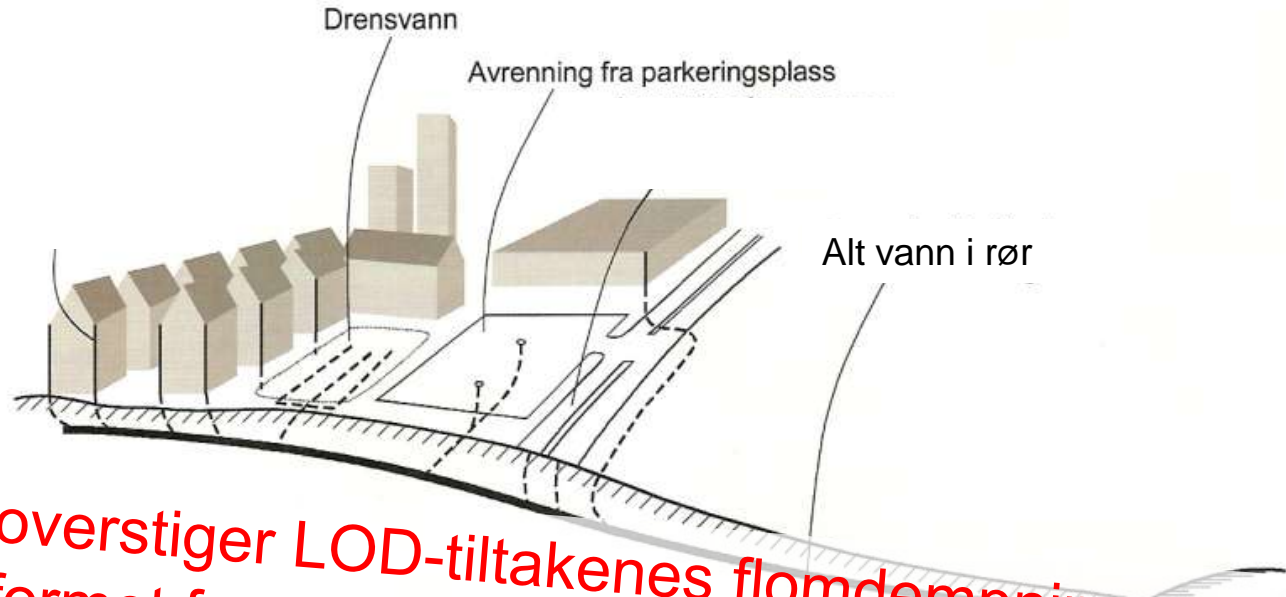 Drensvann
Avrenning fra parkeringsplass
Alt vann i rør
overstiger LOD-tiltakenes